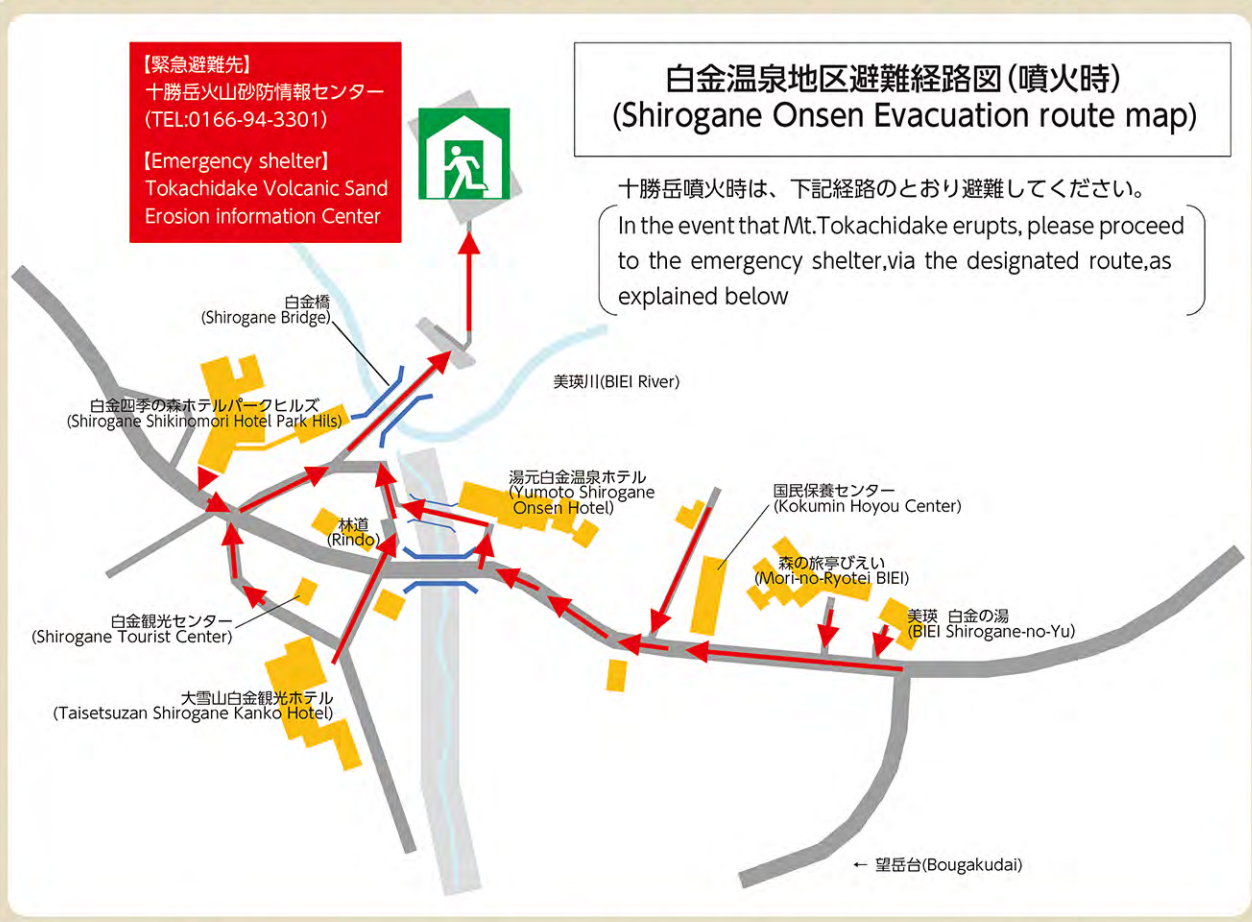 【緊急避難先】
十勝岳火山砂防情報センター
(TEL:0166-94-3301)
【Emergency shelter】
Tokachidake Volcanic Sand
Erosion information Center
白金温泉地区避難経路図(噴火時)
(Shirogane Onsen Evacuation route map)
十勝岳噴火時は、下記経路のとおり避難してください。
In the event that Mt.Tokachidake erupts, please proceed
to the emergency shelter,via the designated route,as
explained below
白金橋
(Shirogane Bridge)
美瑛川(BIEI River)
白金四季の森ホテルパークヒルズ
(Shirogane Shikinomori Hotel Park Hils)
湯元白金温泉ホテル
(Yumoto Shirogane
Onsen Hotel)
国民保養センター
(Kokumin Hoyou Center)
林道
(Rindo)
森の旅亭びえい
(Mori-no-Ryotei BIEI)
白金観光センター
(Shirogane Tourist Center)
美瑛 白金の湯
(BIEI Shirogane-no-Yu)
大雪山白金観光ホテル
(Taisetsuzan Shirogane Kanko Hotel)
← 望岳台(Bougakudai)